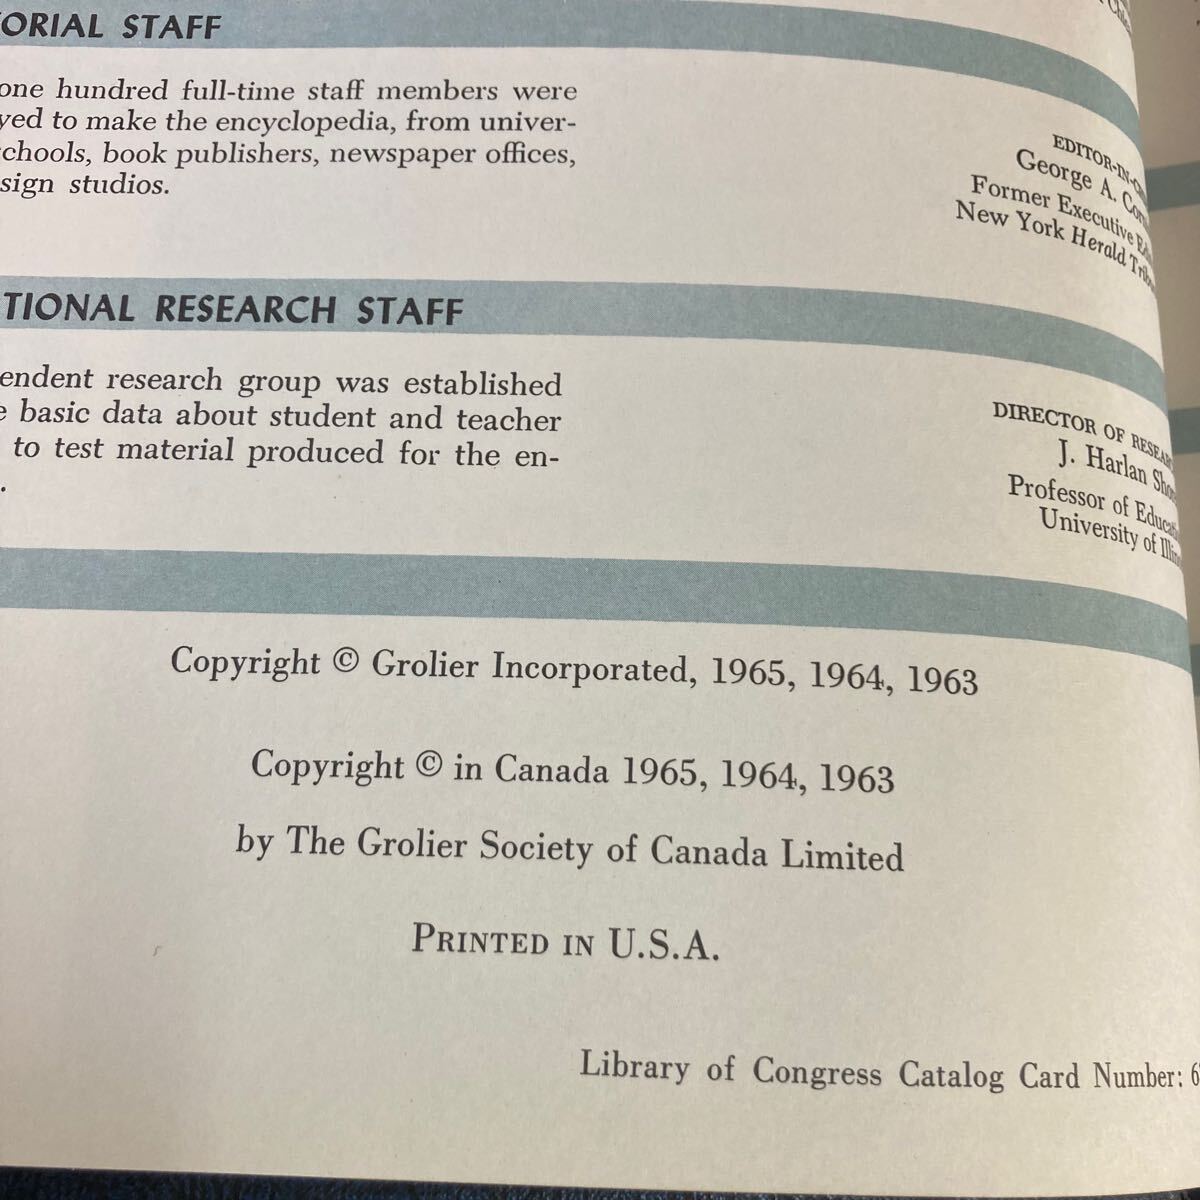 ORIAL STAFF
one hundred full-time staff members were
yed to make the encyclopedia, from univer-
chools, book publishers, newspaper offices,
sign studios.
EDITOR-IN-
George A.
Former Executive
New York Herald
TIONAL RESEARCH STAFF
endent research group was established
e basic data about student and teacher
to test material produced for the en-
.
DIRECTOR OF
J. Harlan
Professor of
University of
Copyright © Grolier Incorporated, 1965, 1964, 1963
Copyright © in Canada 1965, 1964, 1963
by The Grolier Society of Canada Limited
PRINTED IN U.S.A.
Library of Congress Catalog Card Number: 6